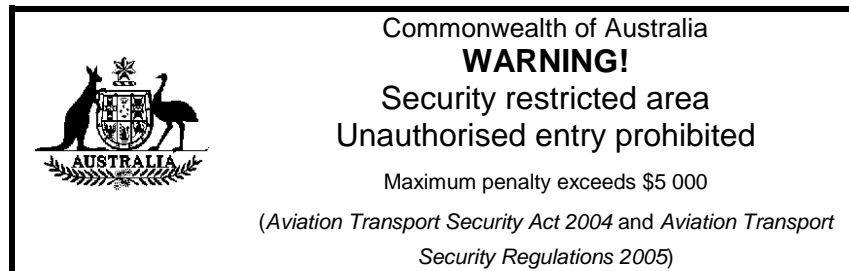 Commonwealth of Australia
WARNING!
Security restricted area
Unauthorised entry prohibited
AUSTRALIA
Maximum penalty exceeds $5 000
(Aviation Transport Security Act 2004 and Aviation Transport
Security Regulations 2005)